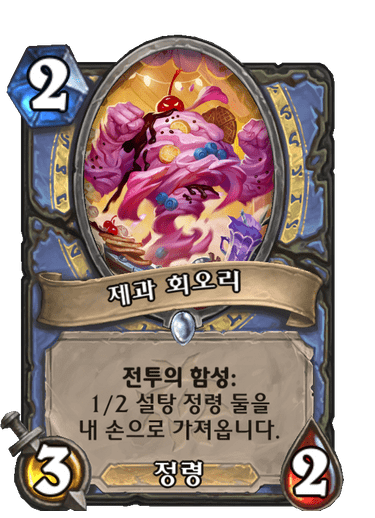 2
제과 회오리
전투의 함성:
1/2 설탕 정령 둘을
내 손으로 가져옵니다.
3
정령
2